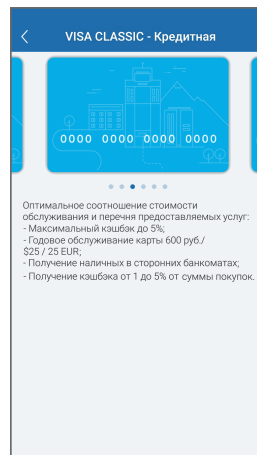 VISA CLASSIC - Кредитная
0000 0000 0000 0000
Оптимальное соотношение стоимости
обслуживания и перечня предоставляемых услуг:
- Максимальный кэшбэк до 5%;
- Годовое обслуживание карты 600 руб./
$25 / 25 EUR;
- Получение наличных в сторонних банкоматах;
- Получение кэшбэка от 1 до 5% от суммы покупок.